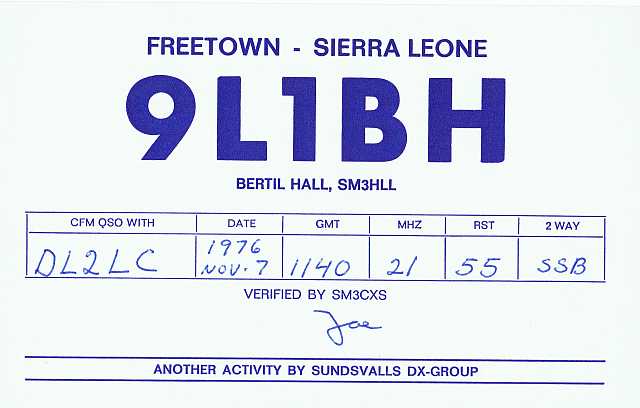 FREETOWN - SIERRA LEONE
9L1BH
BERTIL HALL, SM3HLL
CFM QSO WITH DATE GMT MHZ RST 2 WAY
DL2LC 1976 NOV. 7 1140 21 55 SSB
VERIFIED BY SM3CXS
Joe
ANOTHER ACTIVITY BY SUNDSVALLS DX-GROUP